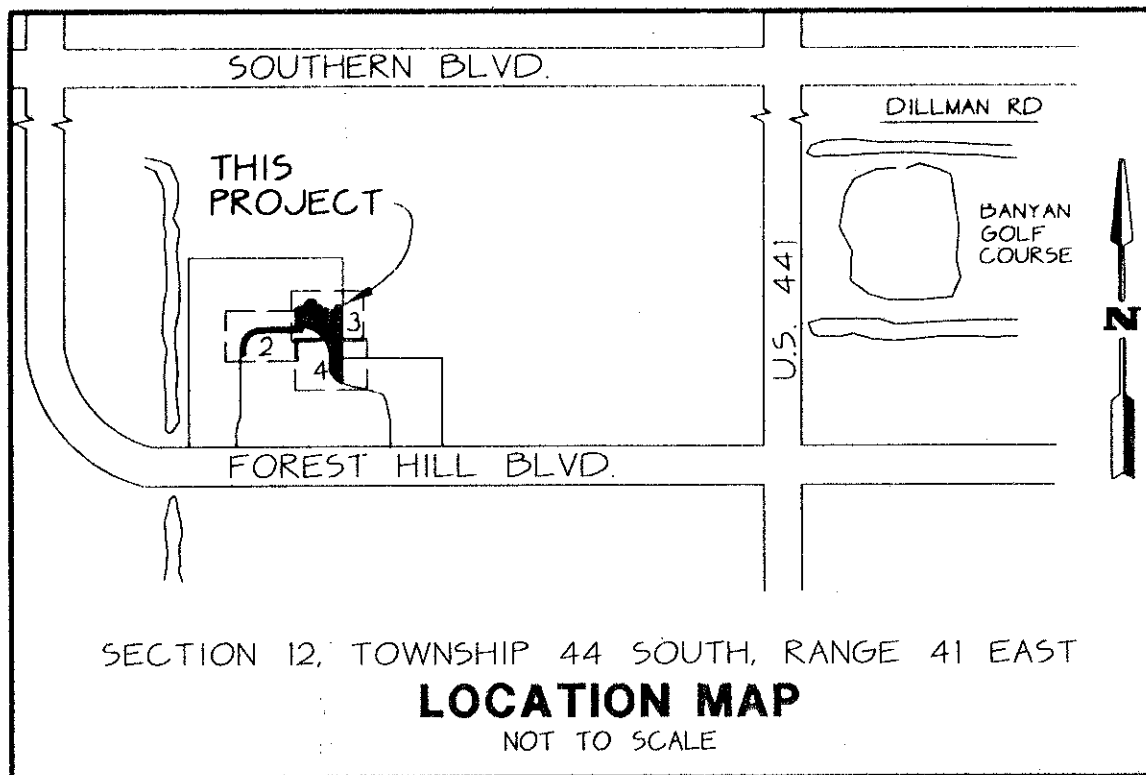 SOUTHERN BLVD.
DILLMAN RD
THIS
PROJECT
BANYAN
GOLF
COURSE
U.S. 441
N
3
2
4
FOREST HILL BLVD.
SECTION 12, TOWNSHIP 44 SOUTH, RANGE 41 EAST
LOCATION MAP
NOT TO SCALE